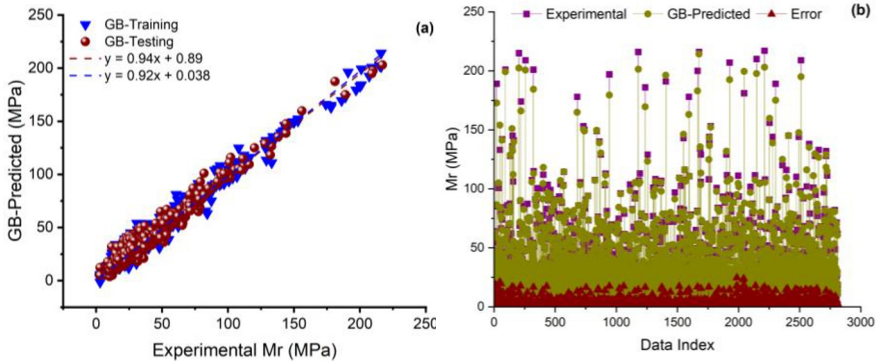 (a)
GB-Training
GB-Testing
y = 0.94x + 0.89
y = 0.92x + 0.038
GB-Predicted (MPa)
250
200
150
100
50
0
0 50 100 150 200 25
Experimental Mr (MPa)
(b)
Experimental GB-Predicted Error
Mr (MPa)
250
200
150
100
50
0
0 500 1000 1500 2000 2500 3000
Data Index